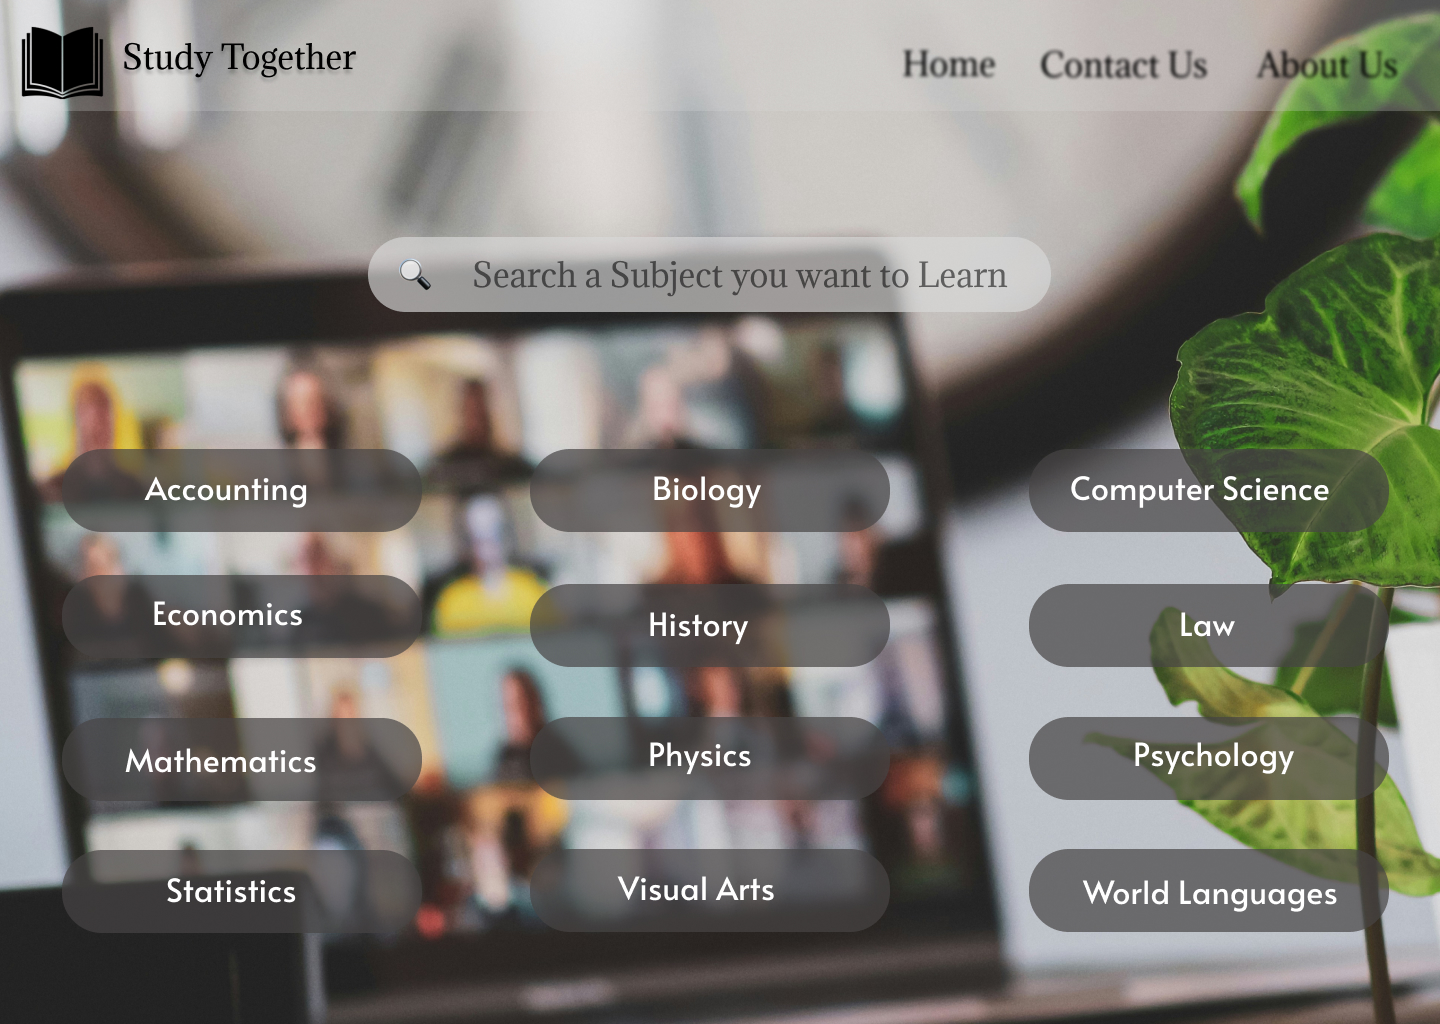 Study Together
Home
Contact Us
About Us
Search a Subject you want to Learn
Accounting
Biology
Computer Science
Economics
History
Law
Mathematics
Physics
Psychology
Statistics
Visual Arts
World Languages